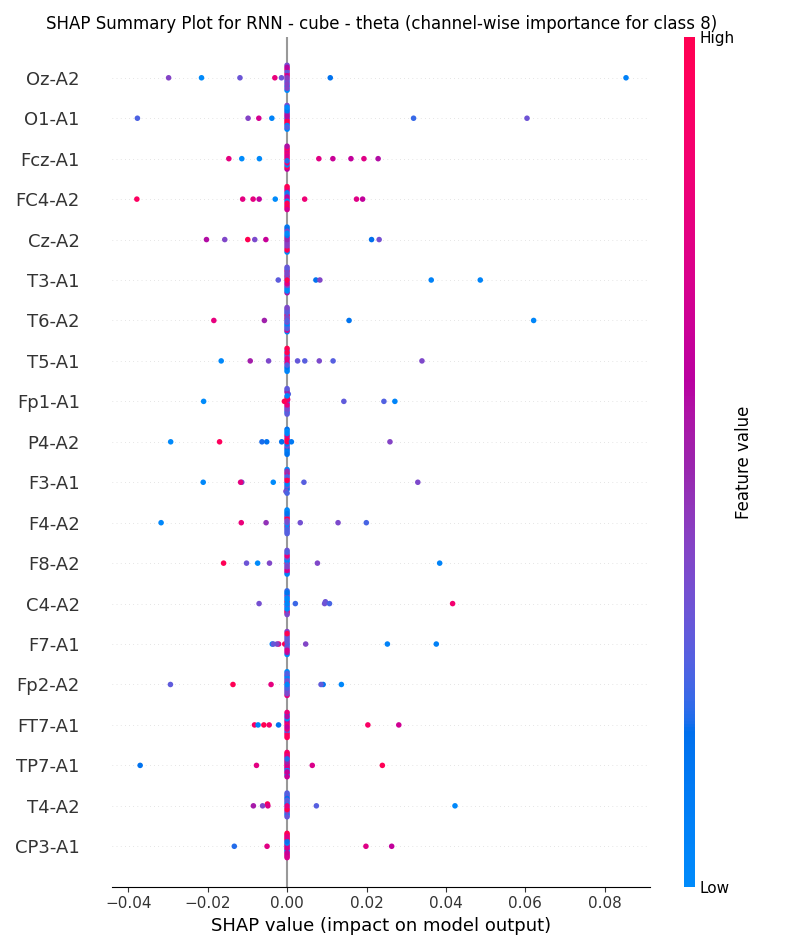 SHAP Summary Plot for RNN - cube - theta (channel-wise importance for class 8)
High
Oz-A2
O1-A1
Fcz-A1
FC4-A2
Cz-A2
T3-A1
T6-A2
T5-A1
Fp1-A1
P4-A2
F3-A1
F4-A2
F8-A2
C4-A2
F7-A1
Fp2-A2
FT7-A1
TP7-A1
T4-A2
CP3-A1
Feature value
Low
−0.04 −0.02 0.00 0.02 0.04 0.06 0.08
SHAP value (impact on model output)